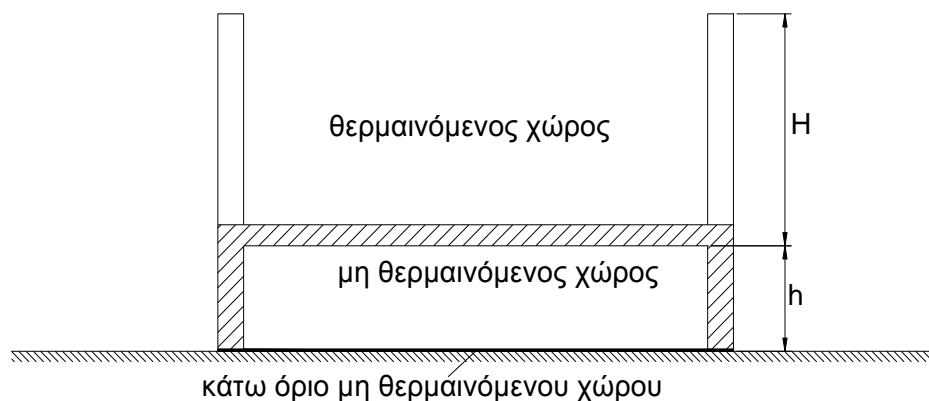 θερμαινόμενος χώρος
H
μη θερμαινόμενος χώρος
h
κάτω όριο μη θερμαινόμενου χώρου